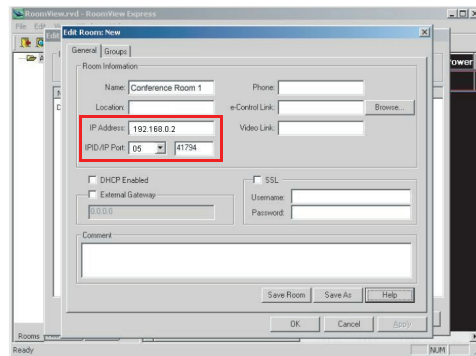 RoomView.rvd - RoomView Express
File Edit
Edit Room: New
General Groups
Room Information
Name: Conference Room 1 Phone:
Location: e-Control Link: Browse...
IP Address: 192.168.0.2 Video Link:
IPID/IP Port: 05 41794
DHCP Enabled SSL
External Gateway Username:
0.0.0.0 Password:
Comment
Save Room Save As Help
OK Cancel Apply
Rooms
Ready NUM